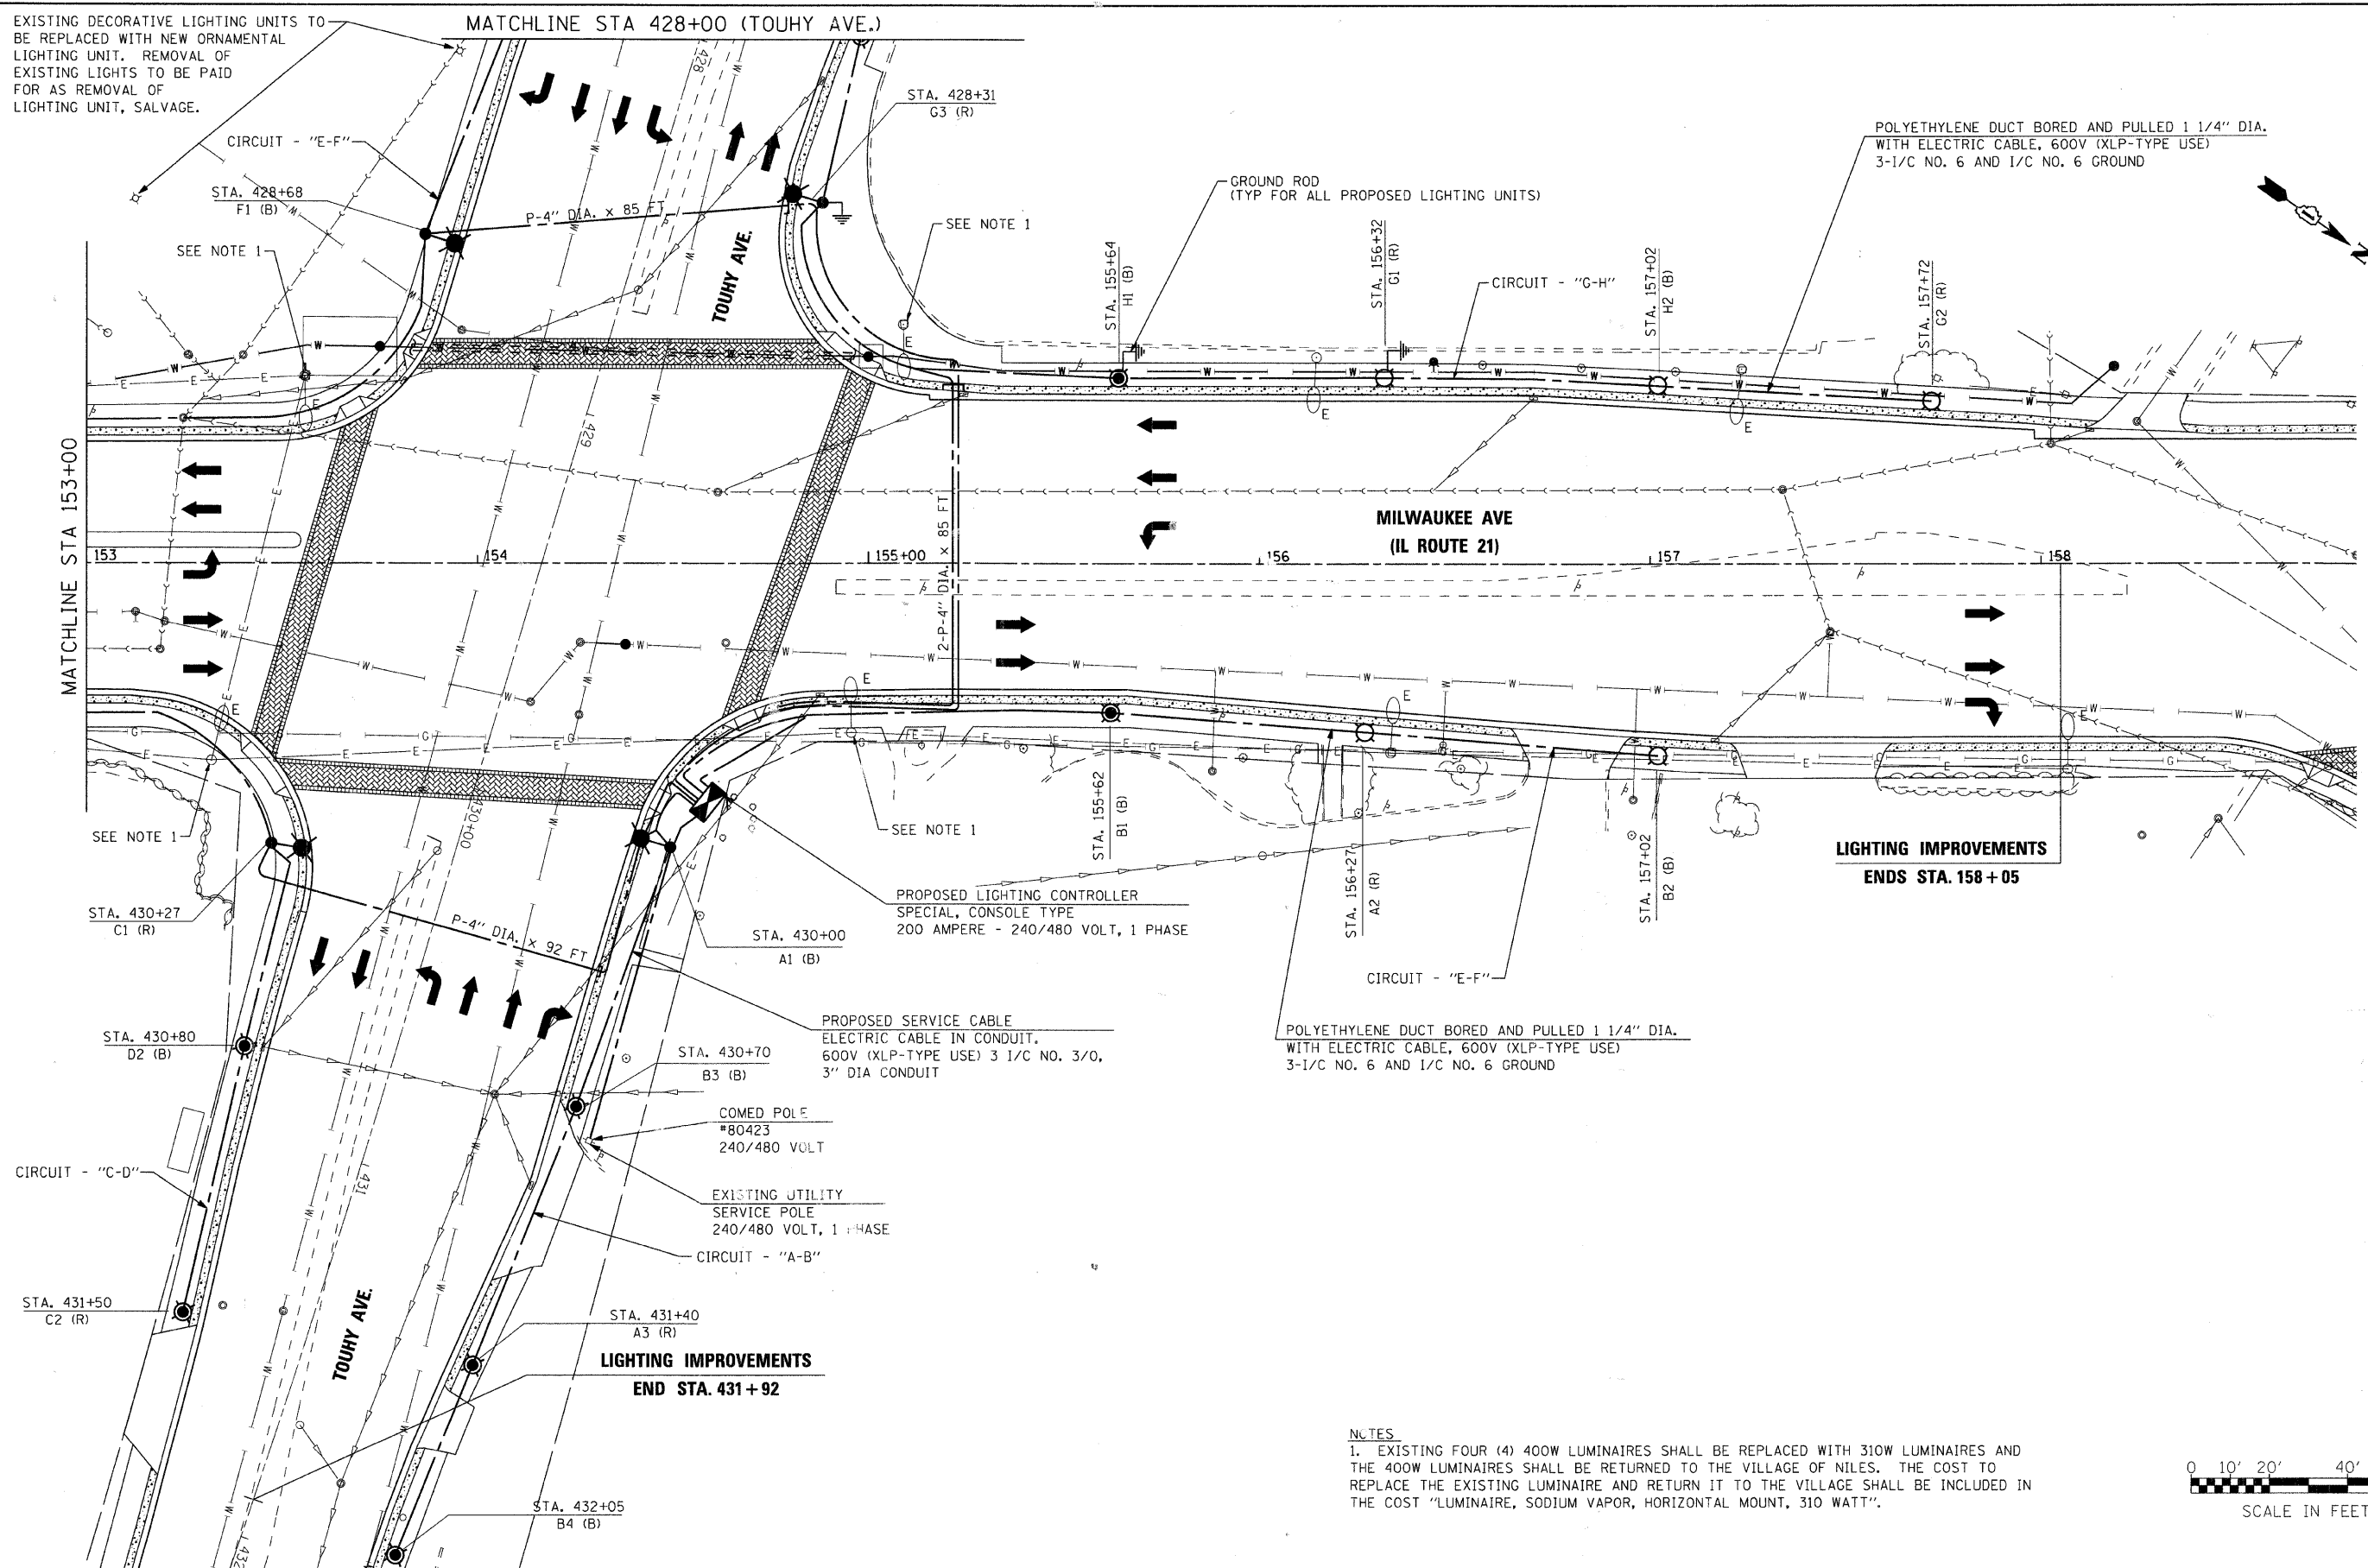 EXISTING DECORATIVE LIGHTING UNITS TO
BE REPLACED WITH NEW ORNAMENTAL
LIGHTING UNIT. REMOVAL OF
EXISTING LIGHTS TO BE PAID
FOR AS REMOVAL OF
LIGHTING UNIT, SALVAGE.
MATCHLINE STA 428+00 (TOUHY AVE.)
428
CIRCUIT - "E-F"
STA. 428+68
F1 (B)
SEE NOTE 1
P-4" DIA. x 85 FT
TOUHY AVE.
STA. 428+31
G3 (R)
SEE NOTE 1
GROUND ROD
(TYP FOR ALL PROPOSED LIGHTING UNITS)
POLYETHYLENE DUCT BORED AND PULLED 1 1/4" DIA.
WITH ELECTRIC CABLE, 600V (XLP-TYPE USE)
3-1/C NO. 6 AND 1/C NO. 6 GROUND
N
STA. 155+64
H1 (B)
STA. 156+32
G1 (R)
CIRCUIT - "G-H"
STA. 157+02
H2 (B)
STA. 157+72
G2 (R)
MATCHLINE STA 153+00
429
2-P-4" DIA. x 85 FT
MILWAUKEE AVE
(IL ROUTE 21)
153
154
155+00
156
157
158
430+00
SEE NOTE 1
SEE NOTE 1
STA. 155+62
B1 (B)
STA. 156+27
A2 (R)
STA. 157+02
B2 (B)
LIGHTING IMPROVEMENTS
ENDS STA. 158+05
PROPOSED LIGHTING CONTROLLER
SPECIAL, CONSOLE TYPE
200 AMPERE - 240/480 VOLT, 1 PHASE
STA. 430+27
C1 (R)
P-4" DIA. x 92 FT
STA. 430+00
A1 (B)
CIRCUIT - "E-F"
PROPOSED SERVICE CABLE
ELECTRIC CABLE IN CONDUIT.
600V (XLP-TYPE USE) 3 1/C NO. 3/0,
3" DIA CONDUIT
POLYETHYLENE DUCT BORED AND PULLED 1 1/4" DIA.
WITH ELECTRIC CABLE, 600V (XLP-TYPE USE)
3-1/C NO. 6 AND 1/C NO. 6 GROUND
STA. 430+80
D2 (B)
STA. 430+70
B3 (B)
COMED POLE
#80423
240/480 VOLT
CIRCUIT - "C-D"
431
EXISTING UTILITY
SERVICE POLE
240/480 VOLT, 1 PHASE
CIRCUIT - "A-B"
STA. 431+50
C2 (R)
TOUHY AVE.
STA. 431+40
A3 (R)
LIGHTING IMPROVEMENTS
END STA. 431+92
STA. 432+05
B4 (B)
432
NOTES
1. EXISTING FOUR (4) 400W LUMINAIRES SHALL BE REPLACED WITH 310W LUMINAIRES AND
THE 400W LUMINAIRES SHALL BE RETURNED TO THE VILLAGE OF NILES. THE COST TO
REPLACE THE EXISTING LUMINAIRE AND RETURN IT TO THE VILLAGE SHALL BE INCLUDED IN
THE COST "LUMINAIRE, SODIUM VAPOR, HORIZONTAL MOUNT, 310 WATT".
0 10' 20' 40'
SCALE IN FEET